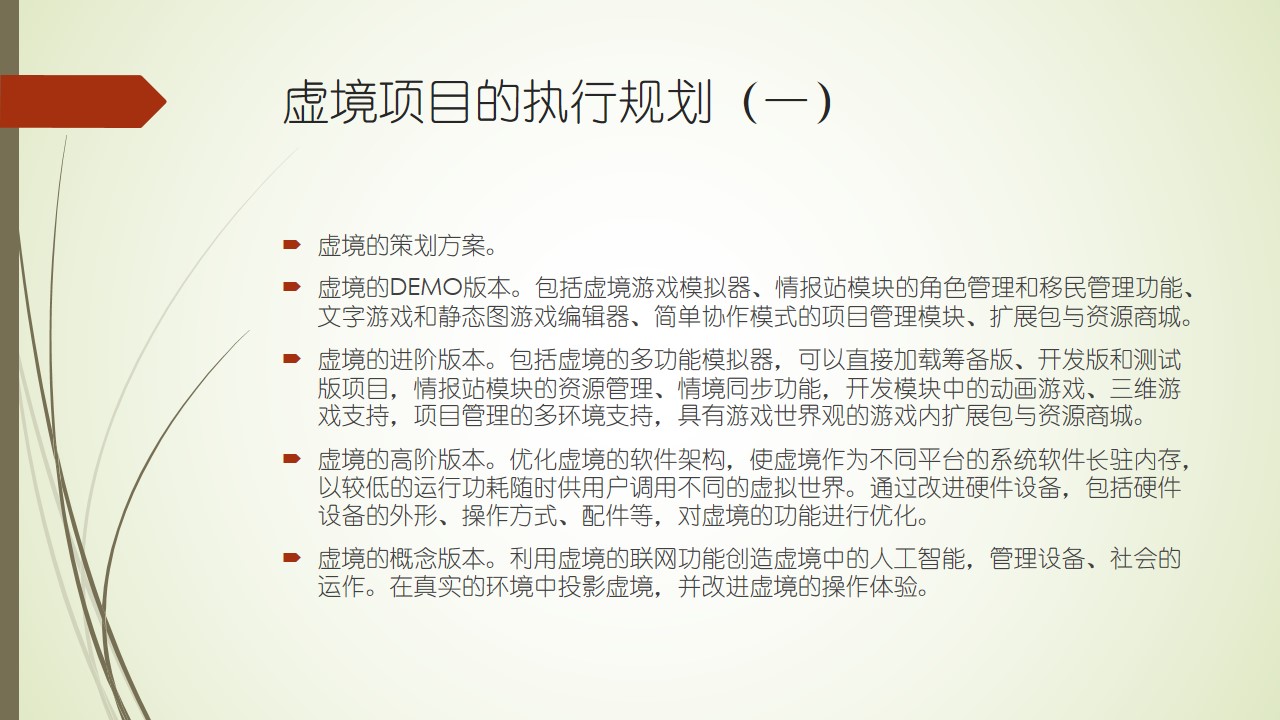 虚境项目的执行规划（一）
虚境的策划方案。
虚境的DEMO版本。包括虚境游戏模拟器、情报站模块的角色管理和移民管理功能、
文字游戏和静态图游戏编辑器、简单协作模式的项目管理模块、扩展包与资源商城。
虚境的进阶版本。包括虚境的多功能模拟器，可以直接加载筹备版、开发版和测试
版项目，情报站模块的资源管理、情境同步功能，开发模块中的动画游戏、三维游
戏支持，项目管理的多环境支持，具有游戏世界观的游戏内扩展包与资源商城。
虚境的高阶版本。优化虚境的软件架构，使虚境作为不同平台的系统软件长驻内存，
以较低的运行功耗随时供用户调用不同的虚拟世界。通过改进硬件设备，包括硬件
设备的外形、操作方式、配件等，对虚境的功能进行优化。
虚境的概念版本。利用虚境的联网功能创造虚境中的人工智能，管理设备、社会的
运作。在真实的环境中投影虚境，并改进虚境的操作体验。